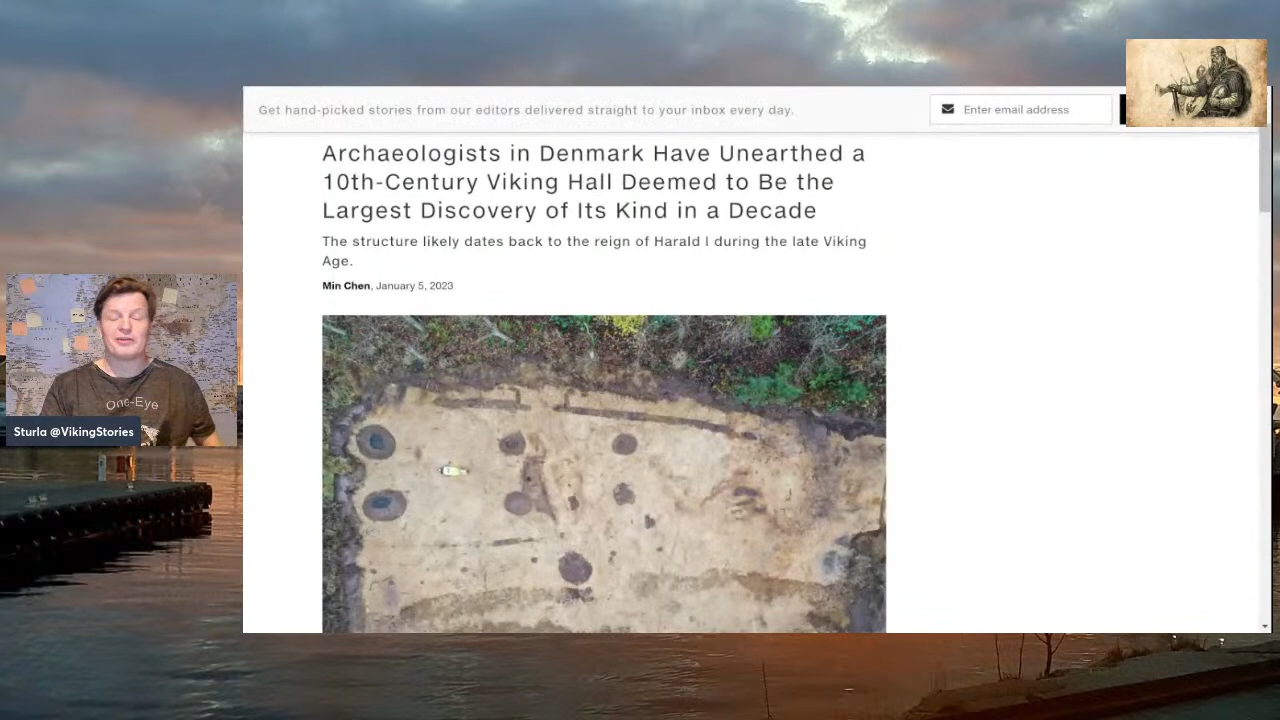 Get hand-picked stories from our editors delivered straight to your inbox every day.
Enter email address
Archaeologists in Denmark Have Unearthed a
10th-Century Viking Hall Deemed to Be the
Largest Discovery of Its Kind in a Decade
The structure likely dates back to the reign of Harald I during the late Viking
Age.
Min Chen, January 5, 2023
One-Eye
Sturla @VikingStories